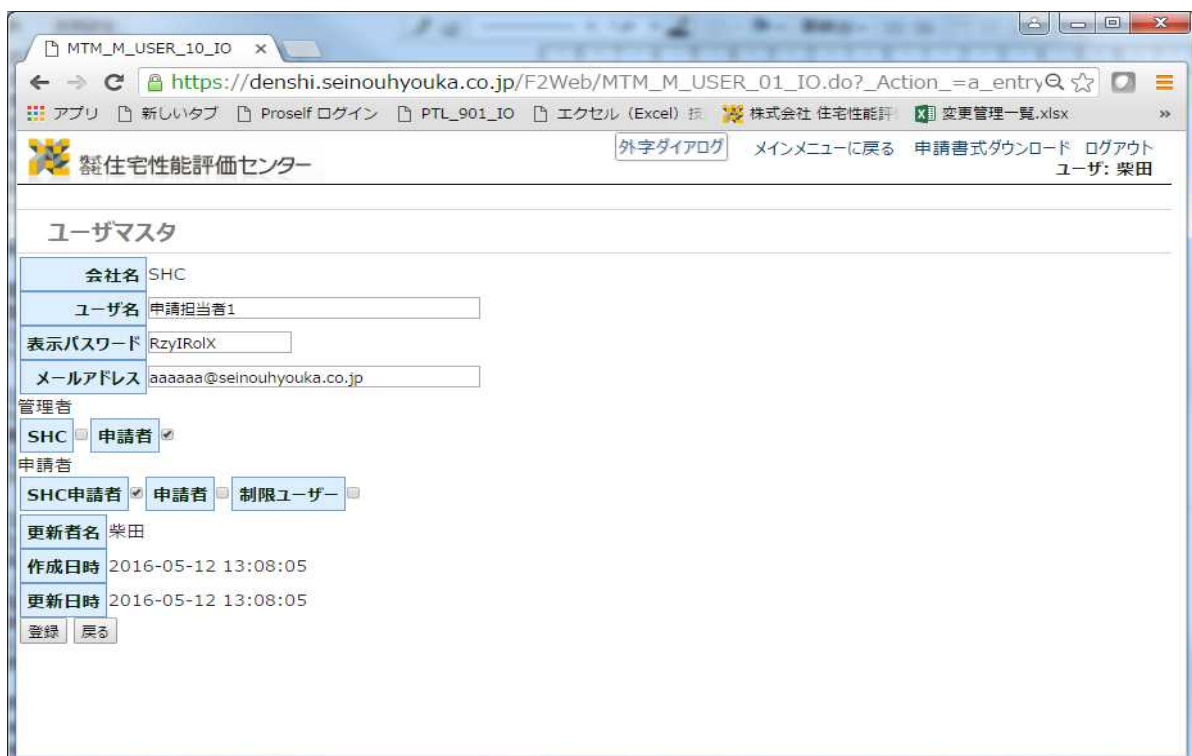 MTM_M_USER_10_IO
https://denshi.seinouhyouka.co.jp/F2Web/MTM_M_USER_01_IO.do?_Action_=a_entry
アプリ 新しいタブ Proself ログイン PTL_901_IO エクセル（Excel）技 株式会社 住宅性能評 変更管理一覧.xlsx »
株式会社 住宅性能評価センター
外字ダイアログ メインメニューに戻る 申請書式ダウンロード ログアウト
ユーザ: 柴田
ユーザマスタ
会社名 SHC
ユーザ名 申請担当者1
表示パスワード RzyIRolX
メールアドレス aaaaaa@seinouhyouka.co.jp
管理者
SHC 申請者
申請者
SHC申請者 申請者 制限ユーザー
更新者名 柴田
作成日時 2016-05-12 13:08:05
更新日時 2016-05-12 13:08:05
登録 戻る